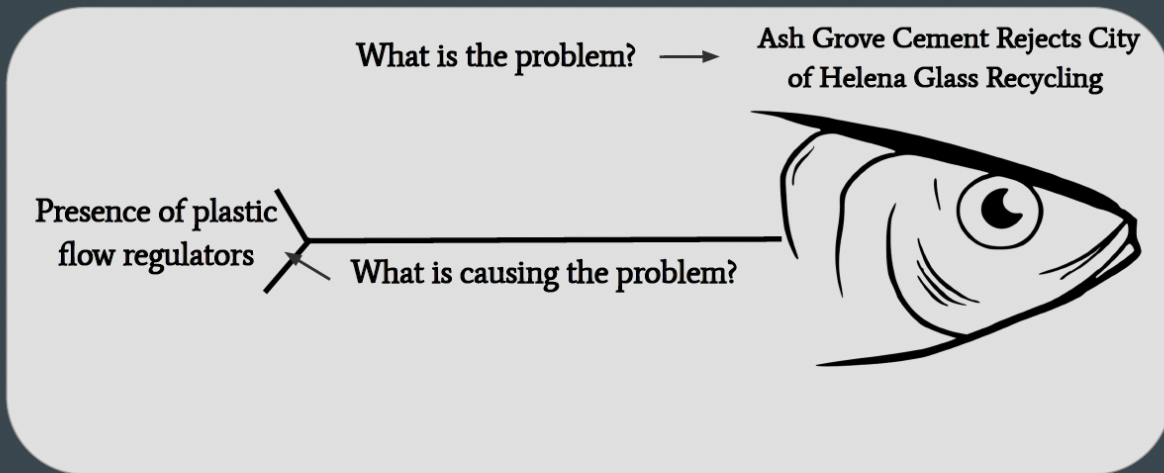 What is the problem?
Ash Grove Cement Rejects City
of Helena Glass Recycling
Presence of plastic
flow regulators
What is causing the problem?